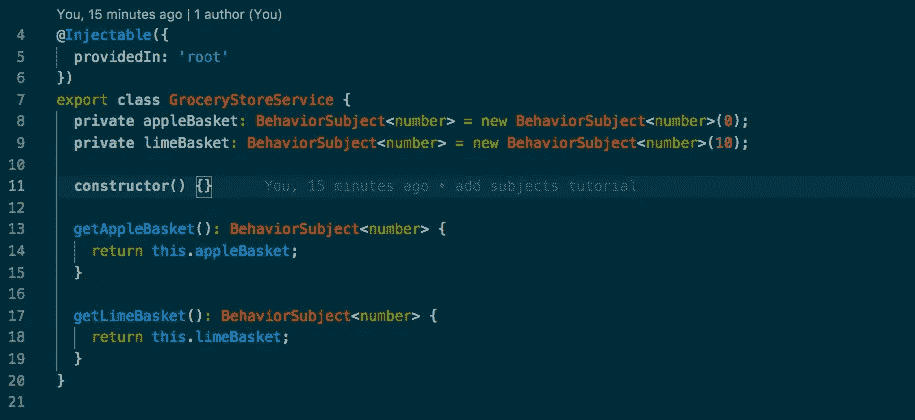 You, 15 minutes ago | 1 author (You)
4 @Injectable({
5 providedIn: 'root'
6 })
7 export class GroceryStoreService {
8 private appleBasket: BehaviorSubject<number> = new BehaviorSubject<number>(0);
9 private limeBasket: BehaviorSubject<number> = new BehaviorSubject<number>(10);
10
11 constructor() {} You, 15 minutes ago • add subjects tutorial
12
13 getAppleBasket(): BehaviorSubject<number> {
14 return this.appleBasket;
15 }
16
17 getLimeBasket(): BehaviorSubject<number> {
18 return this.limeBasket;
19 }
20 }
21